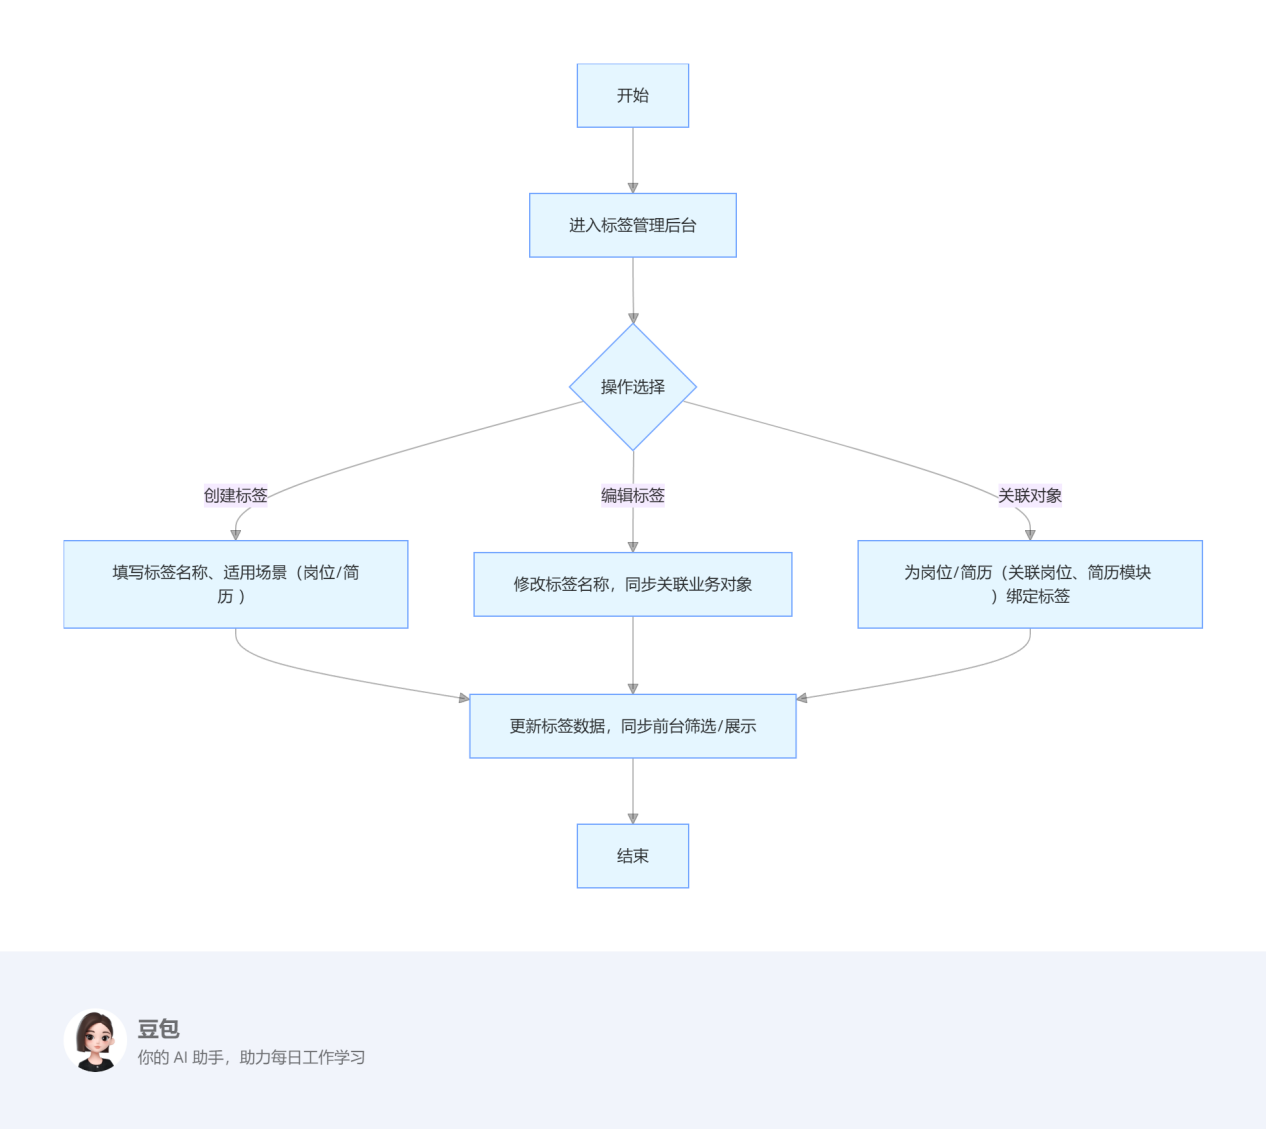 开始
进入标签管理后台
操作选择
创建标签
编辑标签
关联对象
填写标签名称、适用场景（岗位/简
历 ）
修改标签名称，同步关联业务对象
为岗位/简历（关联岗位、简历模块
）绑定标签
更新标签数据，同步前台筛选/展示
结束
豆包
你的 AI 助手，助力每日工作学习